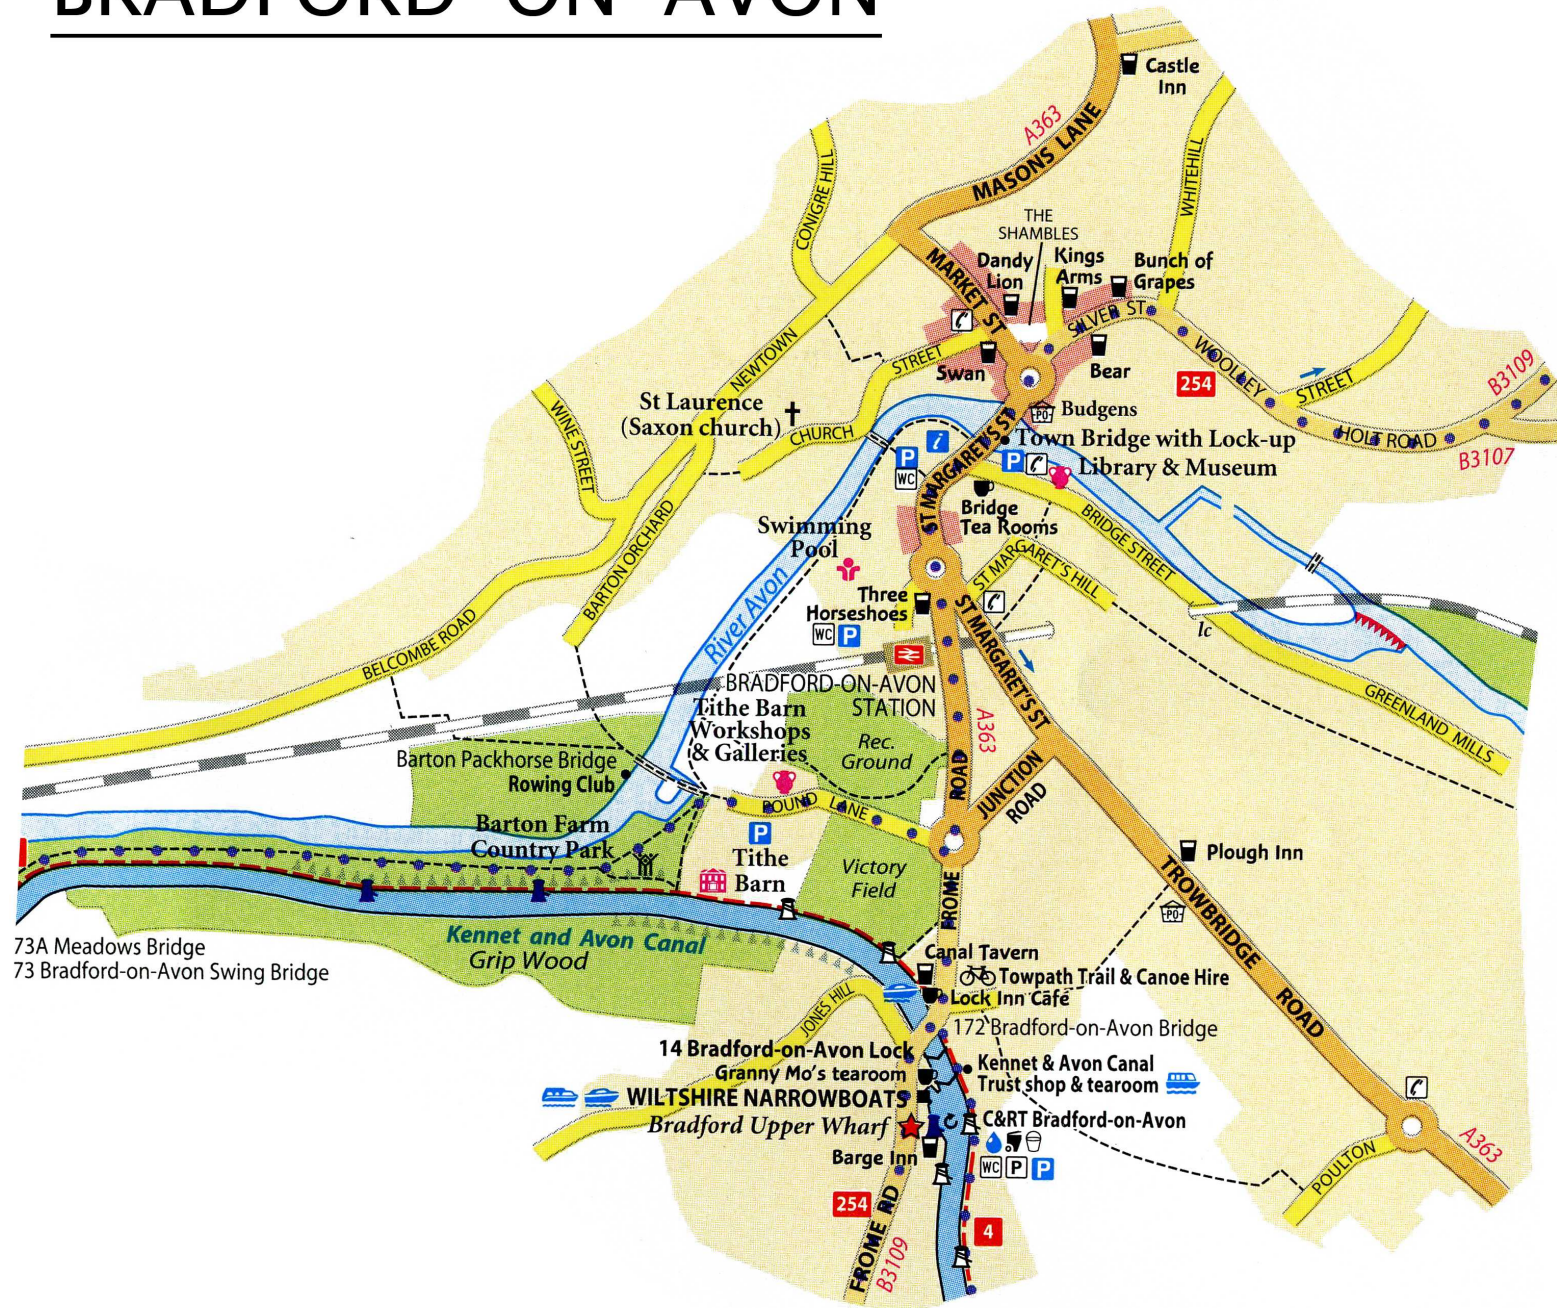 BRADFORD ON AVON
Castle
Inn
A363
MASONS LANE
CONIGRE HILL
WHITEHILL
THE
SHAMBLES
MARKET ST
Dandy
Lion
Kings
Arms
Bunch of
Grapes
SILVER ST
NEWTOWN
STREET
Swan
Bear
WOOLLEY
STREET
254
B3109
HOLT ROAD
B3107
WINE STREET
St Laurence
(Saxon church)
CHURCH
PO
Budgens
Town Bridge with Lock-up
Library & Museum
i
P
WC
P
ST MARGARET'S ST
Bridge
Tea Rooms
BRIDGE STREET
Swimming
Pool
BARTON ORCHARD
River Avon
ST MARGARET'S HILL
Three
Horseshoes
WC P
ST MARGARET'S ST
lc
BELCOMBE ROAD
BRADFORD-ON-AVON
STATION
Tithe Barn
Workshops
& Galleries
GREENLAND MILLS
A363
Rec.
Ground
Barton Packhorse Bridge
Rowing Club
ROAD
JUNCTION
ROAD
POUND LANE
Barton Farm
Country Park
P
Tithe
Barn
Victory
Field
FROME
Plough Inn
PO
TROWBRIDGE
ROAD
Kennet and Avon Canal
Grip Wood
73A Meadows Bridge
73 Bradford-on-Avon Swing Bridge
Canal Tavern
Towpath Trail & Canoe Hire
Lock Inn Café
JONES HILL
172 Bradford-on-Avon Bridge
14 Bradford-on-Avon Lock
Granny Mo's tearoom
Kennet & Avon Canal
Trust shop & tearoom
WILTSHIRE NARROWBOATS
Bradford Upper Wharf
C&RT Bradford-on-Avon
Barge Inn
WC P P
POULTON
A363
254
4
FROME RD
B3109